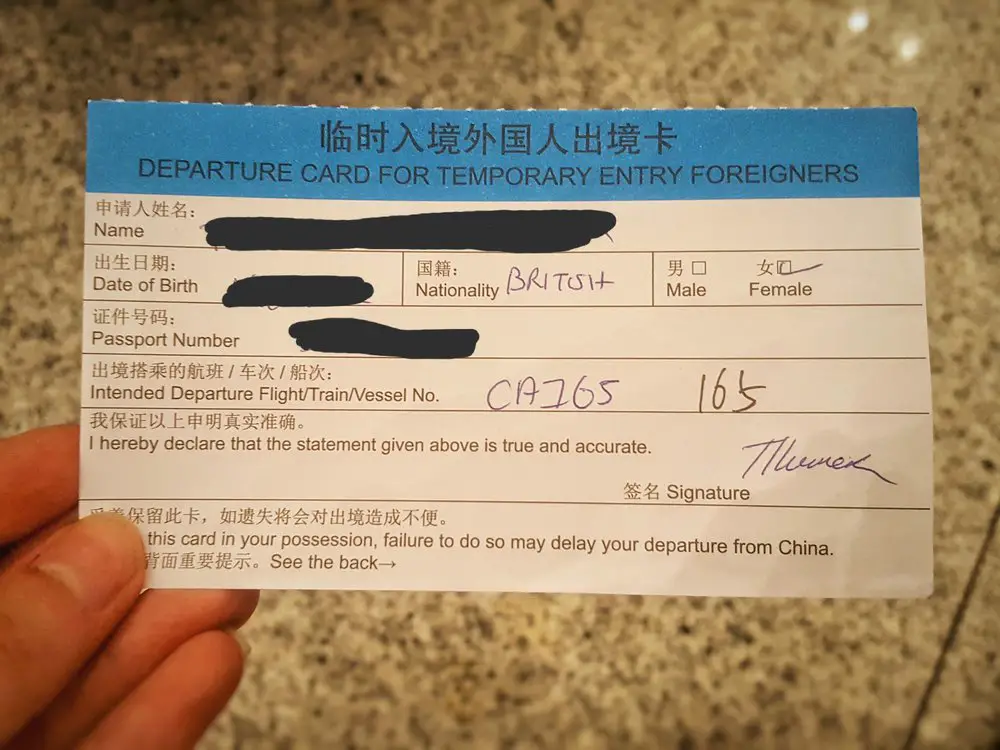 临时入境外国人出境卡
DEPARTURE CARD FOR TEMPORARY ENTRY FOREIGNERS
申请人姓名:
Name
出生日期:
Date of Birth
国籍:
Nationality BRITISH
男 □ 女 □
Male Female
证件号码:
Passport Number
出境搭乘的航班 / 车次 / 船次:
Intended Departure Flight/Train/Vessel No. CA165 165
我保证以上申明真实准确。
I hereby declare that the statement given above is true and accurate.
签名 Signature
保留此卡，如遗失将会对出境造成不便。
this card in your possession, failure to do so may delay your departure from China.
背面重要提示。See the back→